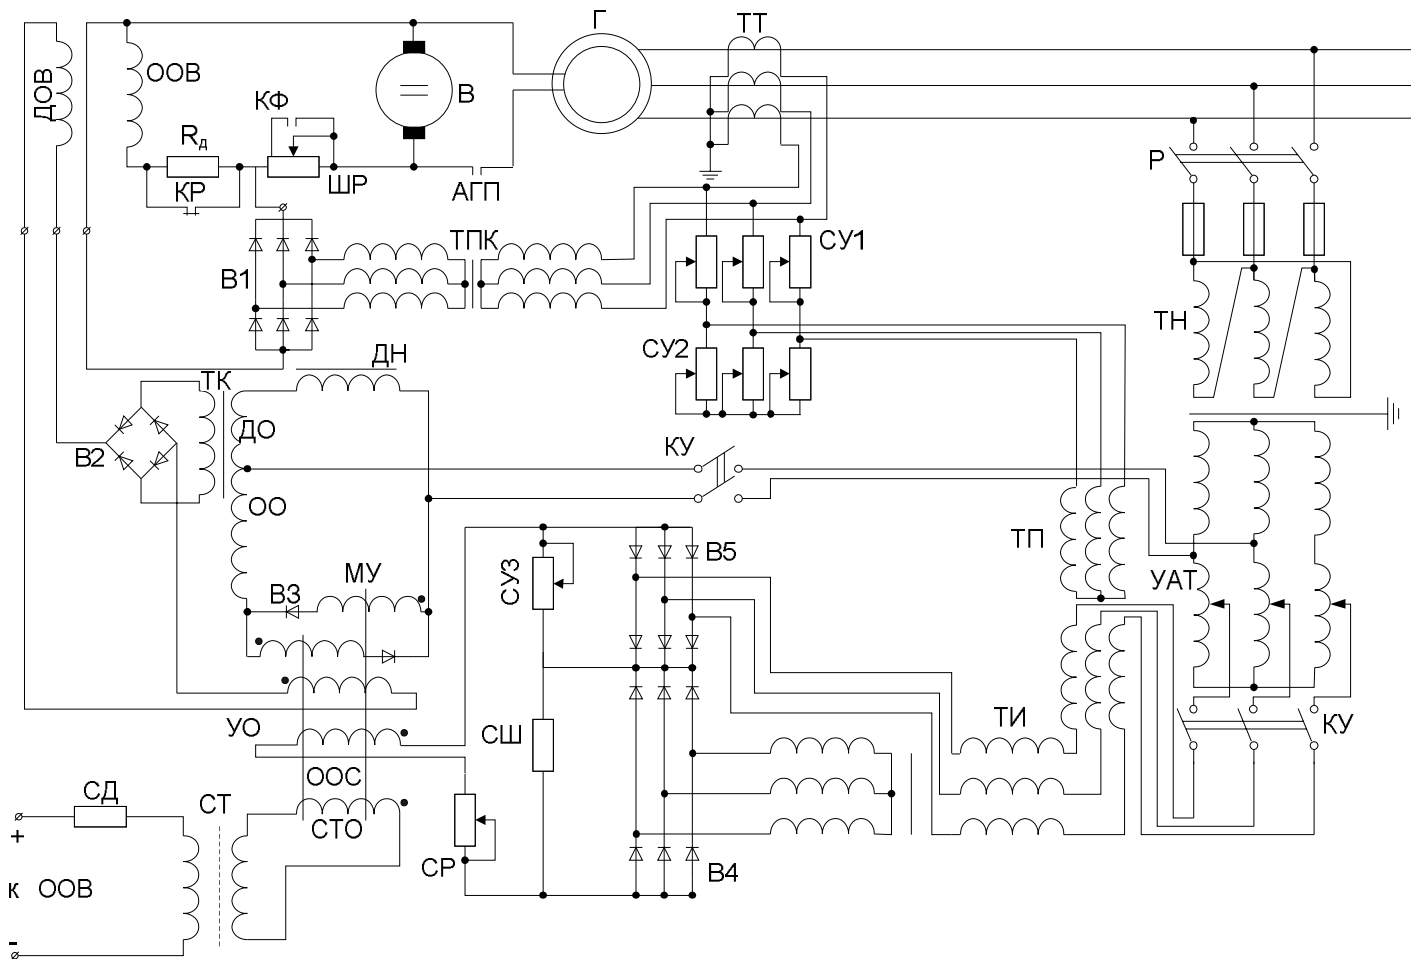 Г
ТТ
ДОВ
ООВ
КФ
В
Rд
Р
КР
ШР
АГП
ТПК
СУ1
В1
ТН
ДН
СУ2
ТК
ДО
КУ
В2
ОО
ТП
В5
МУ
СУ3
УАТ
В3
ТИ
УО
СШ
КУ
ООС
СД
СТ
СТО
+
СР
В4
к ООВ
-